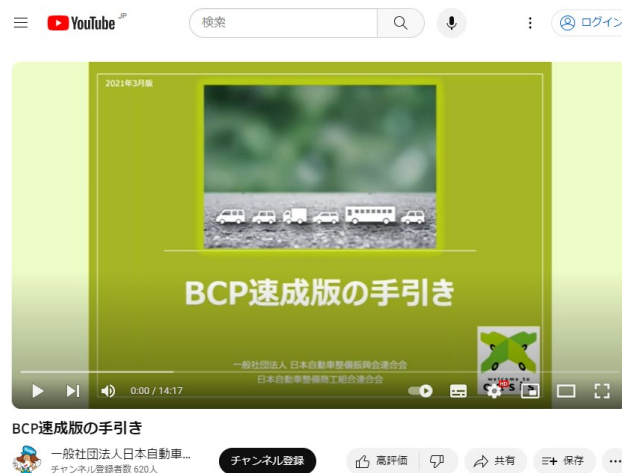 YouTube JP
検索
ログイン
2021年3月版
BCP速成版の手引き
一般社団法人 日本自動車整備振興会連合会
日本自動車整備商工組合連合会
welcome to
0:00 / 14:17
HD
BCP速成版の手引き
一般社団法人日本自動車...
チャンネル登録者数 620人
チャンネル登録
高評価
共有
保存